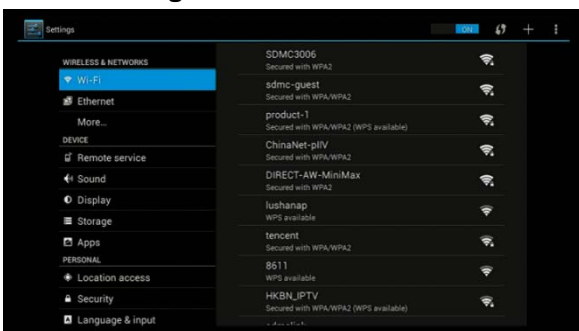 Settings
ON
WIRELESS & NETWORKS
Wi-Fi
Ethernet
More...
DEVICE
Remote service
Sound
Display
Storage
Apps
PERSONAL
Location access
Security
Language & input
SDMC3006
Secured with WPA2
sdmc-guest
Secured with WPA/WPA2
product-1
Secured with WPA/WPA2 (WPS available)
ChinaNet-pIIV
Secured with WPA/WPA2
DIRECT-AW-MiniMax
Secured with WPA2
lushanap
WPS available
tencent
Secured with WPA/WPA2
8611
WPS available
HKBN_IPTV
Secured with WPA/WPA2 (WPS available)